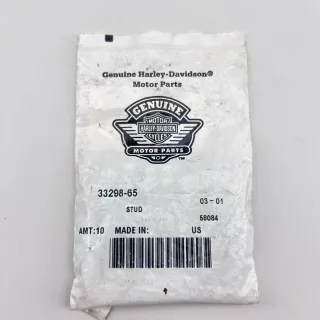 Genuine Harley-Davidson®
Motor Parts
GENUINE
MOTOR
HARLEY-DAVIDSON
CYCLES
MOTOR PARTS
™
33298-65
03-01
STUD
58084
AMT:10 MADE IN: US